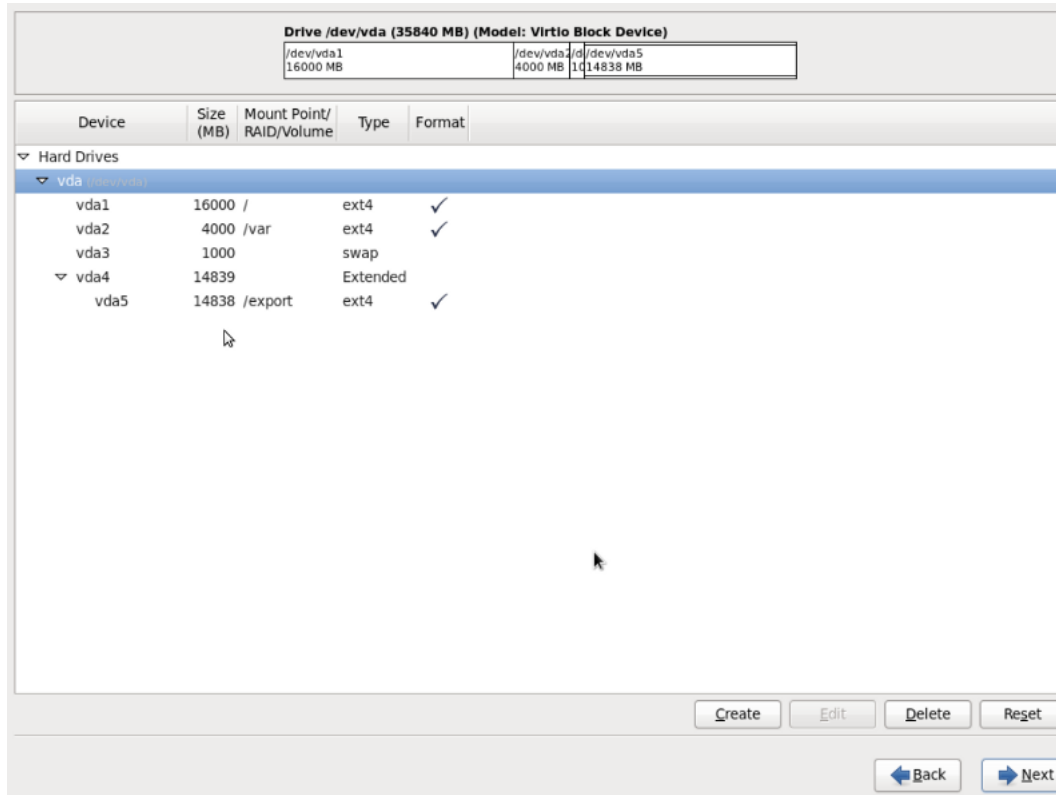 Drive /dev/vda (35840 MB) (Model: Virtio Block Device)
/dev/vda1 /dev/vda2 /d /dev/vda5
16000 MB 4000 MB 10 14838 MB
Device Size (MB) Mount Point/ RAID/Volume Type Format
Hard Drives
vda (/dev/vda)
vda1 16000 / ext4 ✓
vda2 4000 /var ext4 ✓
vda3 1000 swap
vda4 14839 Extended
vda5 14838 /export ext4 ✓
Create Edit Delete Reset
Back Next